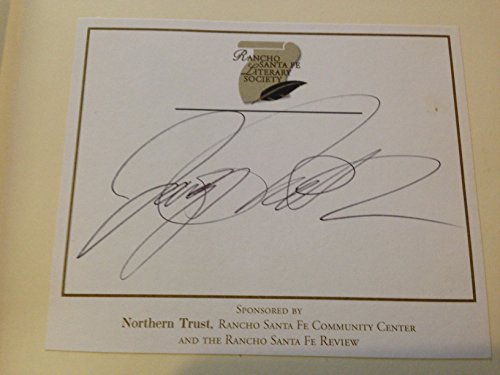 RANCHO
SANTA FE
LITERARY
SOCIETY
SPONSORED BY
Northern Trust, RANCHO SANTA FE COMMUNITY CENTER
AND THE RANCHO SANTA FE REVIEW